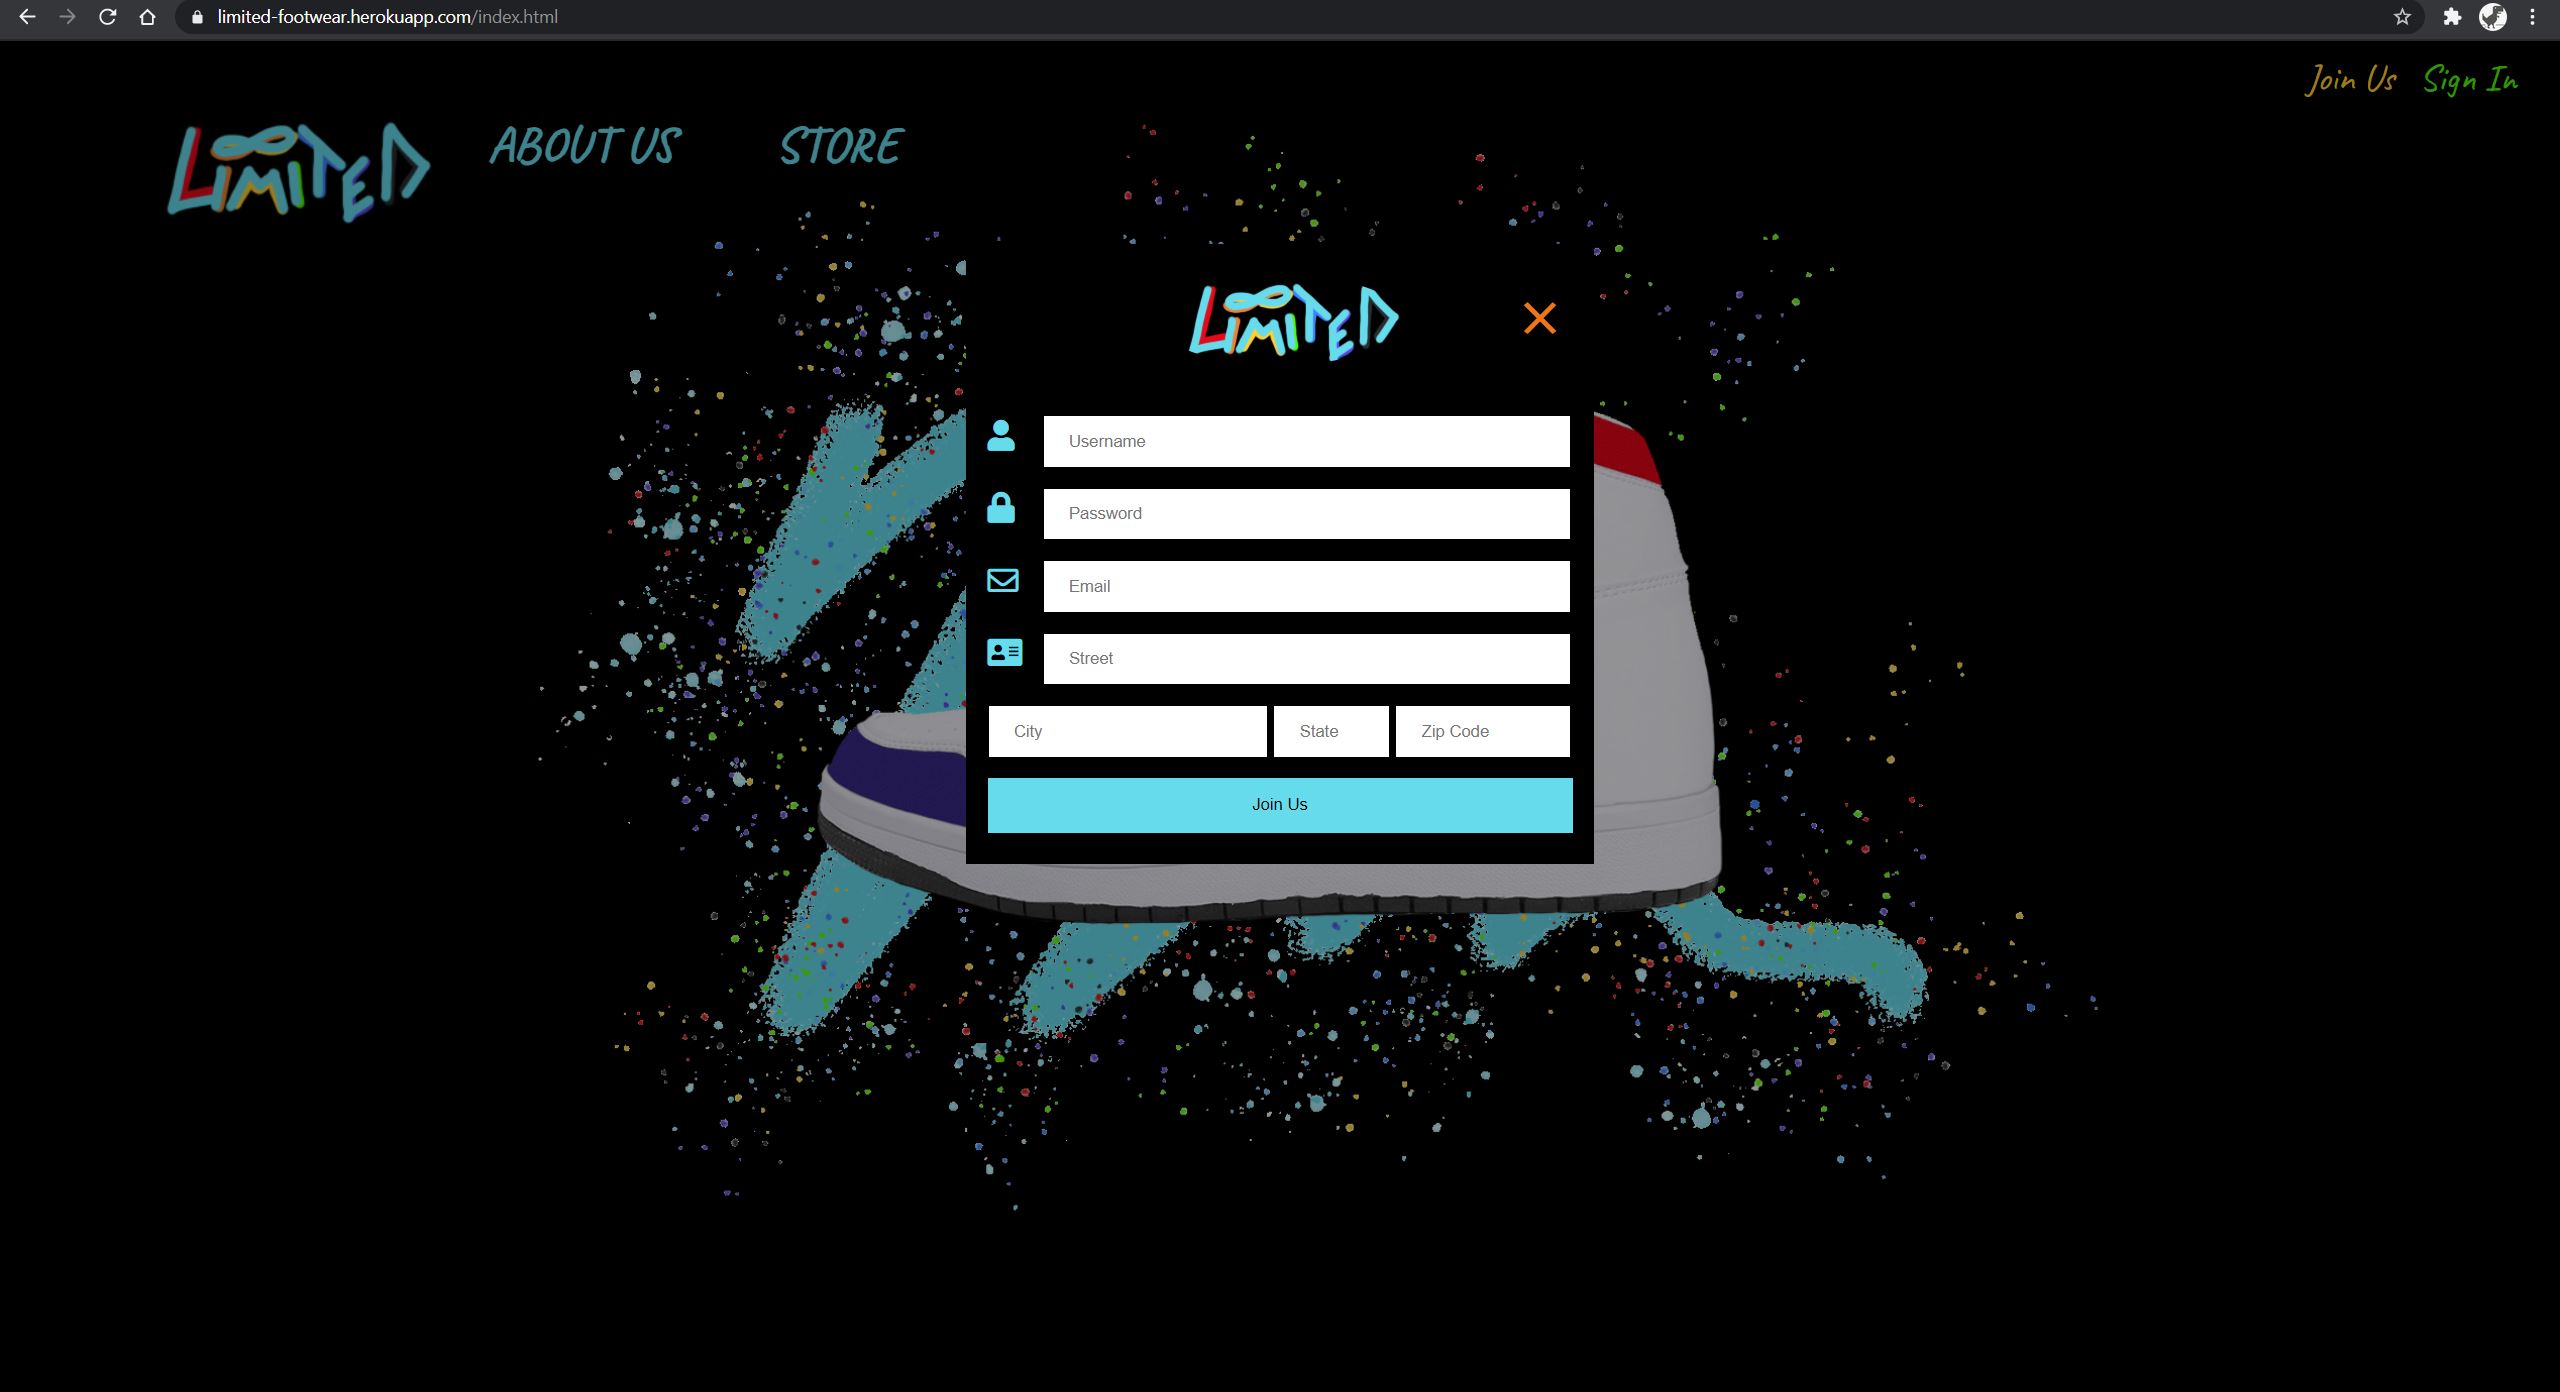 limited-footwear.herokuapp.com/index.html
Join Us Sign In
LIMITED ABOUT US STORE
LIMITED
Username
Password
Email
Street
City State Zip Code
Join Us